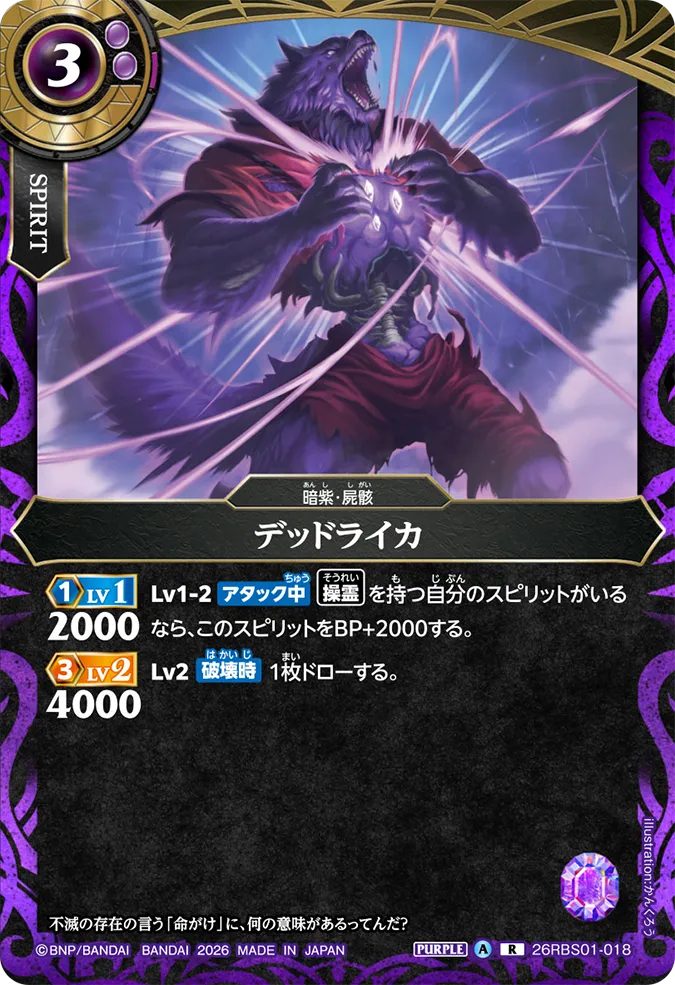 3
SPIRIT
暗紫・屍骸
デッドライカ
1 LV1
2000
Lv1-2 アタック中 操霊を持つ自分のスピリットがいる
なら、このスピリットをBP+2000する。
3 LV2
4000
Lv2 破壊時 1枚ドローする。
illustration:かんくろう
不滅の存在の言う「命がけ」に、何の意味があるってんだ?
©BNP/BANDAI BANDAI 2026 MADE IN JAPAN PURPLE A R 26RBS01-018